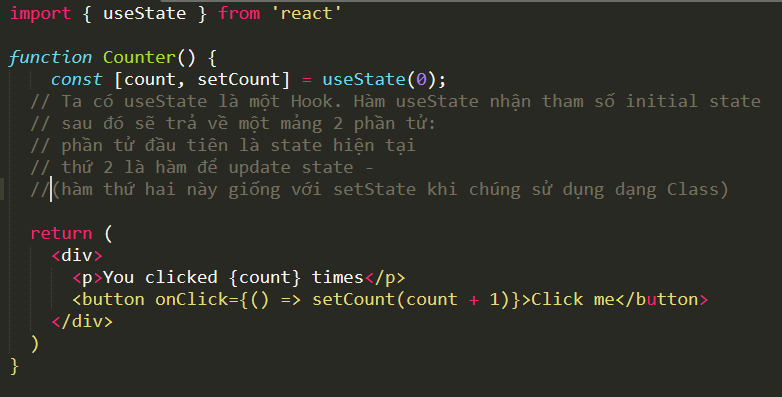 import { useState } from 'react'
function Counter() {
const [count, setCount] = useState(0);
// Ta có useState là một Hook. Hàm useState nhận tham số initial state
// sau đó sẽ trả về một mảng 2 phần tử:
// phần tử đầu tiên là state hiện tại
// thứ 2 là hàm để update state -
//(hàm thứ hai này giống với setState khi chúng sử dụng dạng Class)
return (
<div>
<p>You clicked {count} times</p>
<button onClick={() => setCount(count + 1)}>Click me</button>
</div>
)
}